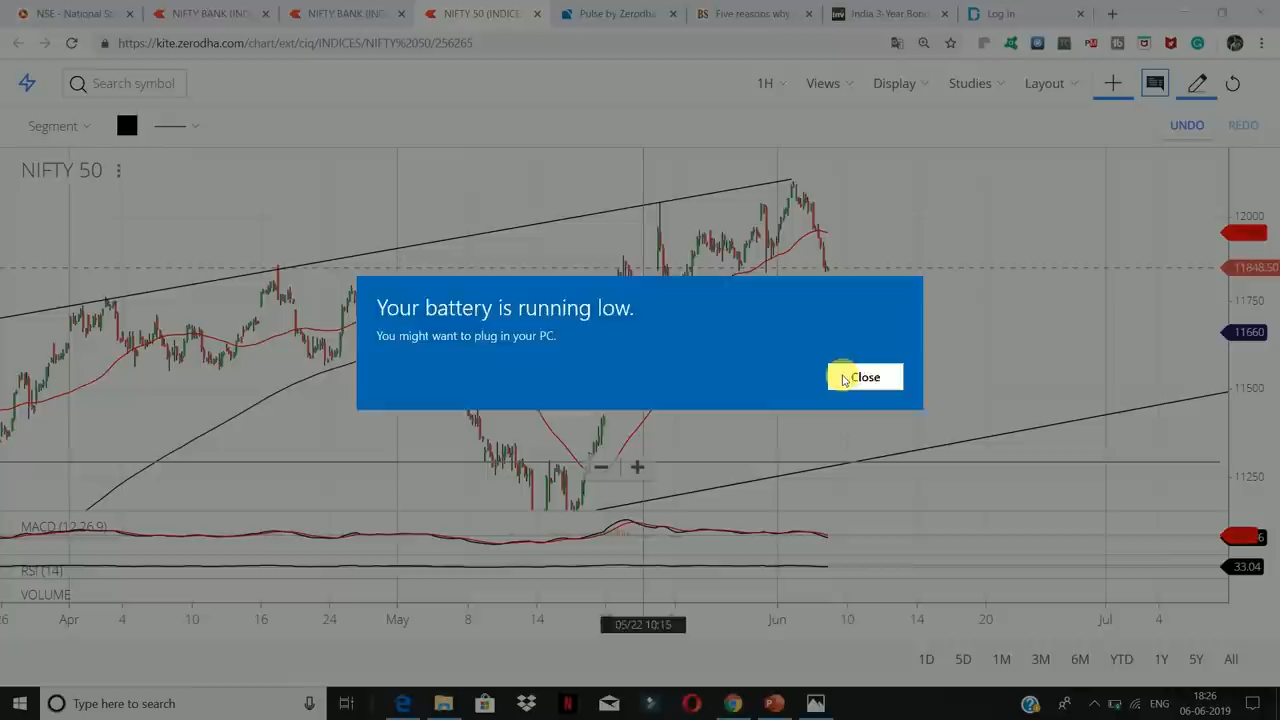 NSE - National St
NIFTY BANK (IND
NIFTY BANK (IND
NIFTY 50 (INDICE
Pulse by Zerodha
Five reasons why
India 3-Year Bon
Log In
https://kite.zerodha.com/chart/ext/ciq/INDICES/NIFTY%2050/256265
Search symbol
1H
Views
Display
Studies
Layout
Segment
UNDO
REDO
NIFTY 50
12000
11848.50
11750
11660
11500
11250
Your battery is running low.
You might want to plug in your PC.
Close
MACD (12,26,9)
RSI (14)
33.04
VOLUME
26 Apr 4 10 16 24 May 8 14 05/22 10:15 Jun 10 14 20 Jul 4
1D 5D 1M 3M 6M YTD 1Y 5Y All
Type here to search
ENG
18:26
06-06-2019